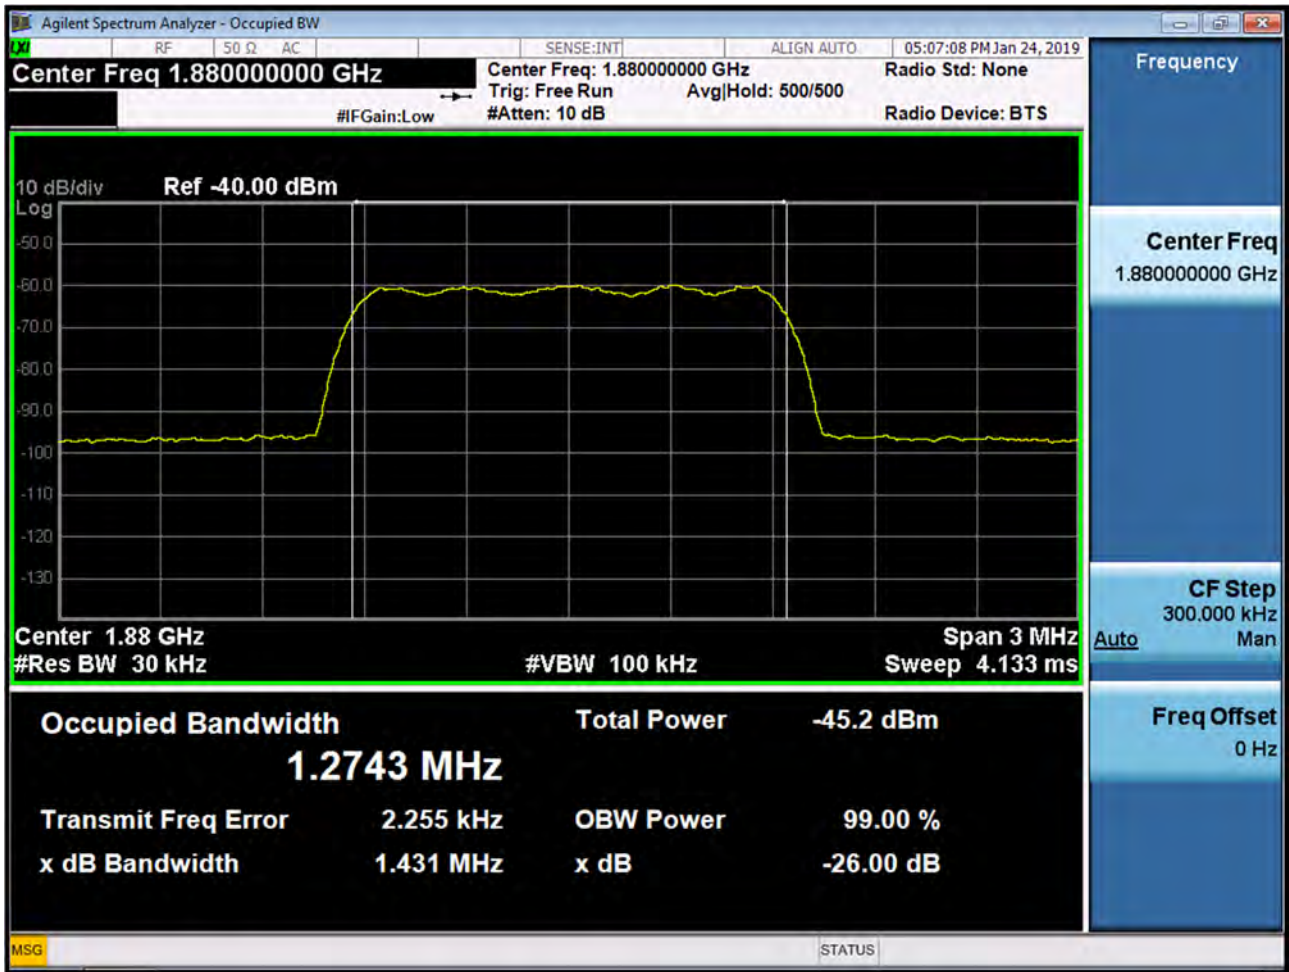 Agilent Spectrum Analyzer - Occupied BW
LXI RF 50 Ω AC SENSE:INT ALIGN AUTO 05:07:08 PM Jan 24, 2019
Center Freq 1.880000000 GHz
Center Freq: 1.880000000 GHz Radio Std: None
Trig: Free Run Avg|Hold: 500/500
#IFGain:Low #Atten: 10 dB Radio Device: BTS
10 dB/div Ref -40.00 dBm
Log
-50.0
-60.0
-70.0
-80.0
-90.0
-100
-110
-120
-130
Center 1.88 GHz Span 3 MHz
#Res BW 30 kHz #VBW 100 kHz Sweep 4.133 ms
Occupied Bandwidth Total Power -45.2 dBm
1.2743 MHz
Transmit Freq Error 2.255 kHz OBW Power 99.00 %
x dB Bandwidth 1.431 MHz x dB -26.00 dB
Frequency
Center Freq
1.880000000 GHz
CF Step
300.000 kHz
Auto Man
Freq Offset
0 Hz
MSG STATUS